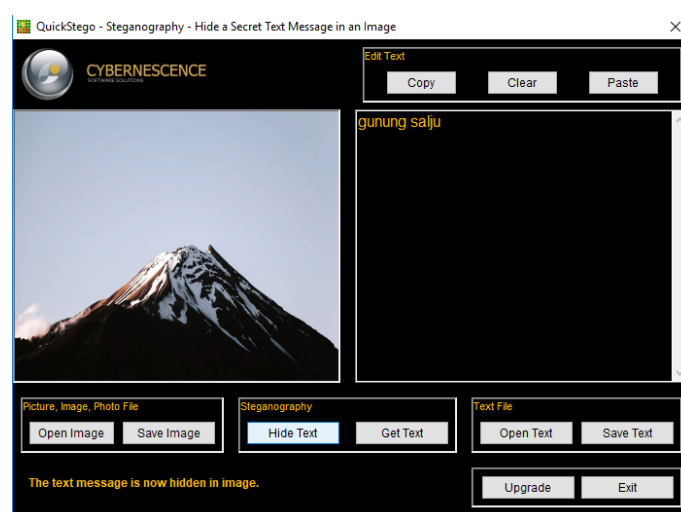 QuickStego - Steganography - Hide a Secret Text Message in an Image
CYBERNESCENCE
SOFTWARE SOLUTIONS
Edit Text
Copy Clear Paste
gunung salju
Picture, Image, Photo File
Open Image Save Image
Steganography
Hide Text Get Text
Text File
Open Text Save Text
The text message is now hidden in image.
Upgrade Exit